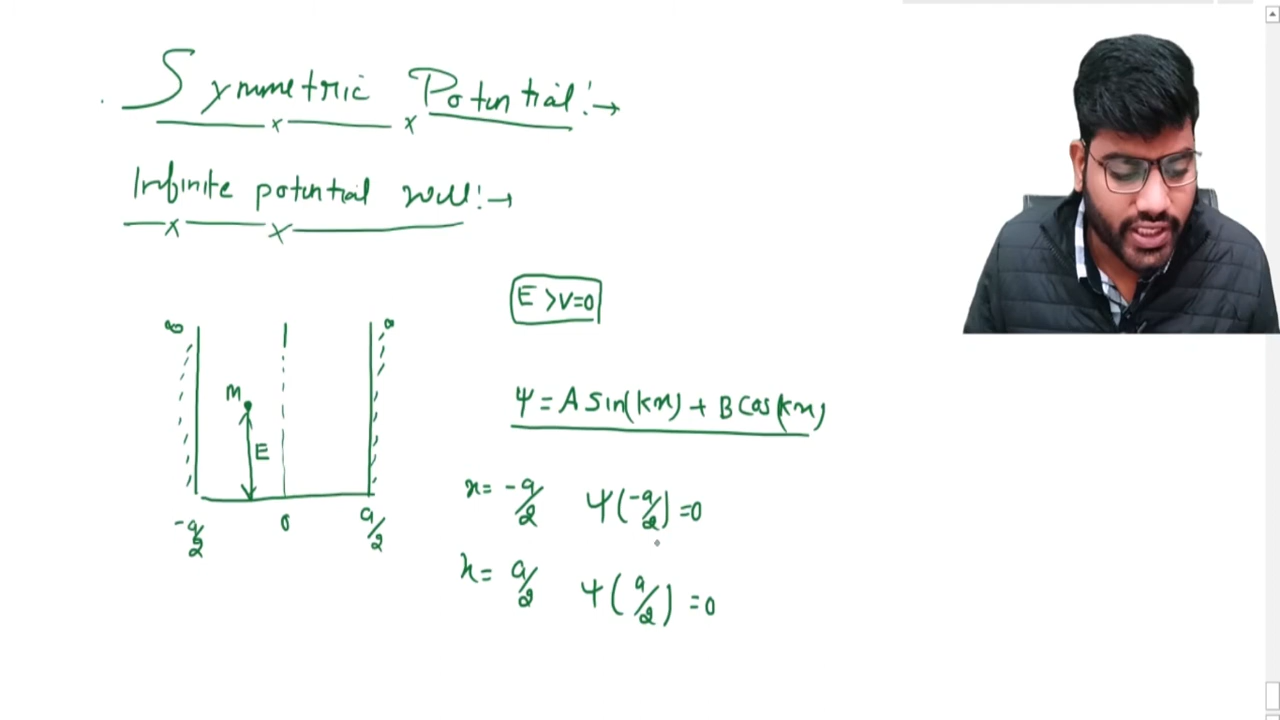 Symmetric Potential:→
Infinite potential well:→
E >V=0
∞ ∞
M
E
ψ = A Sin(kx) + B Cos(kx)
x= -a/2 ψ(-a/2) =0
-a/2 0 a/2
x= a/2 ψ(a/2) =0